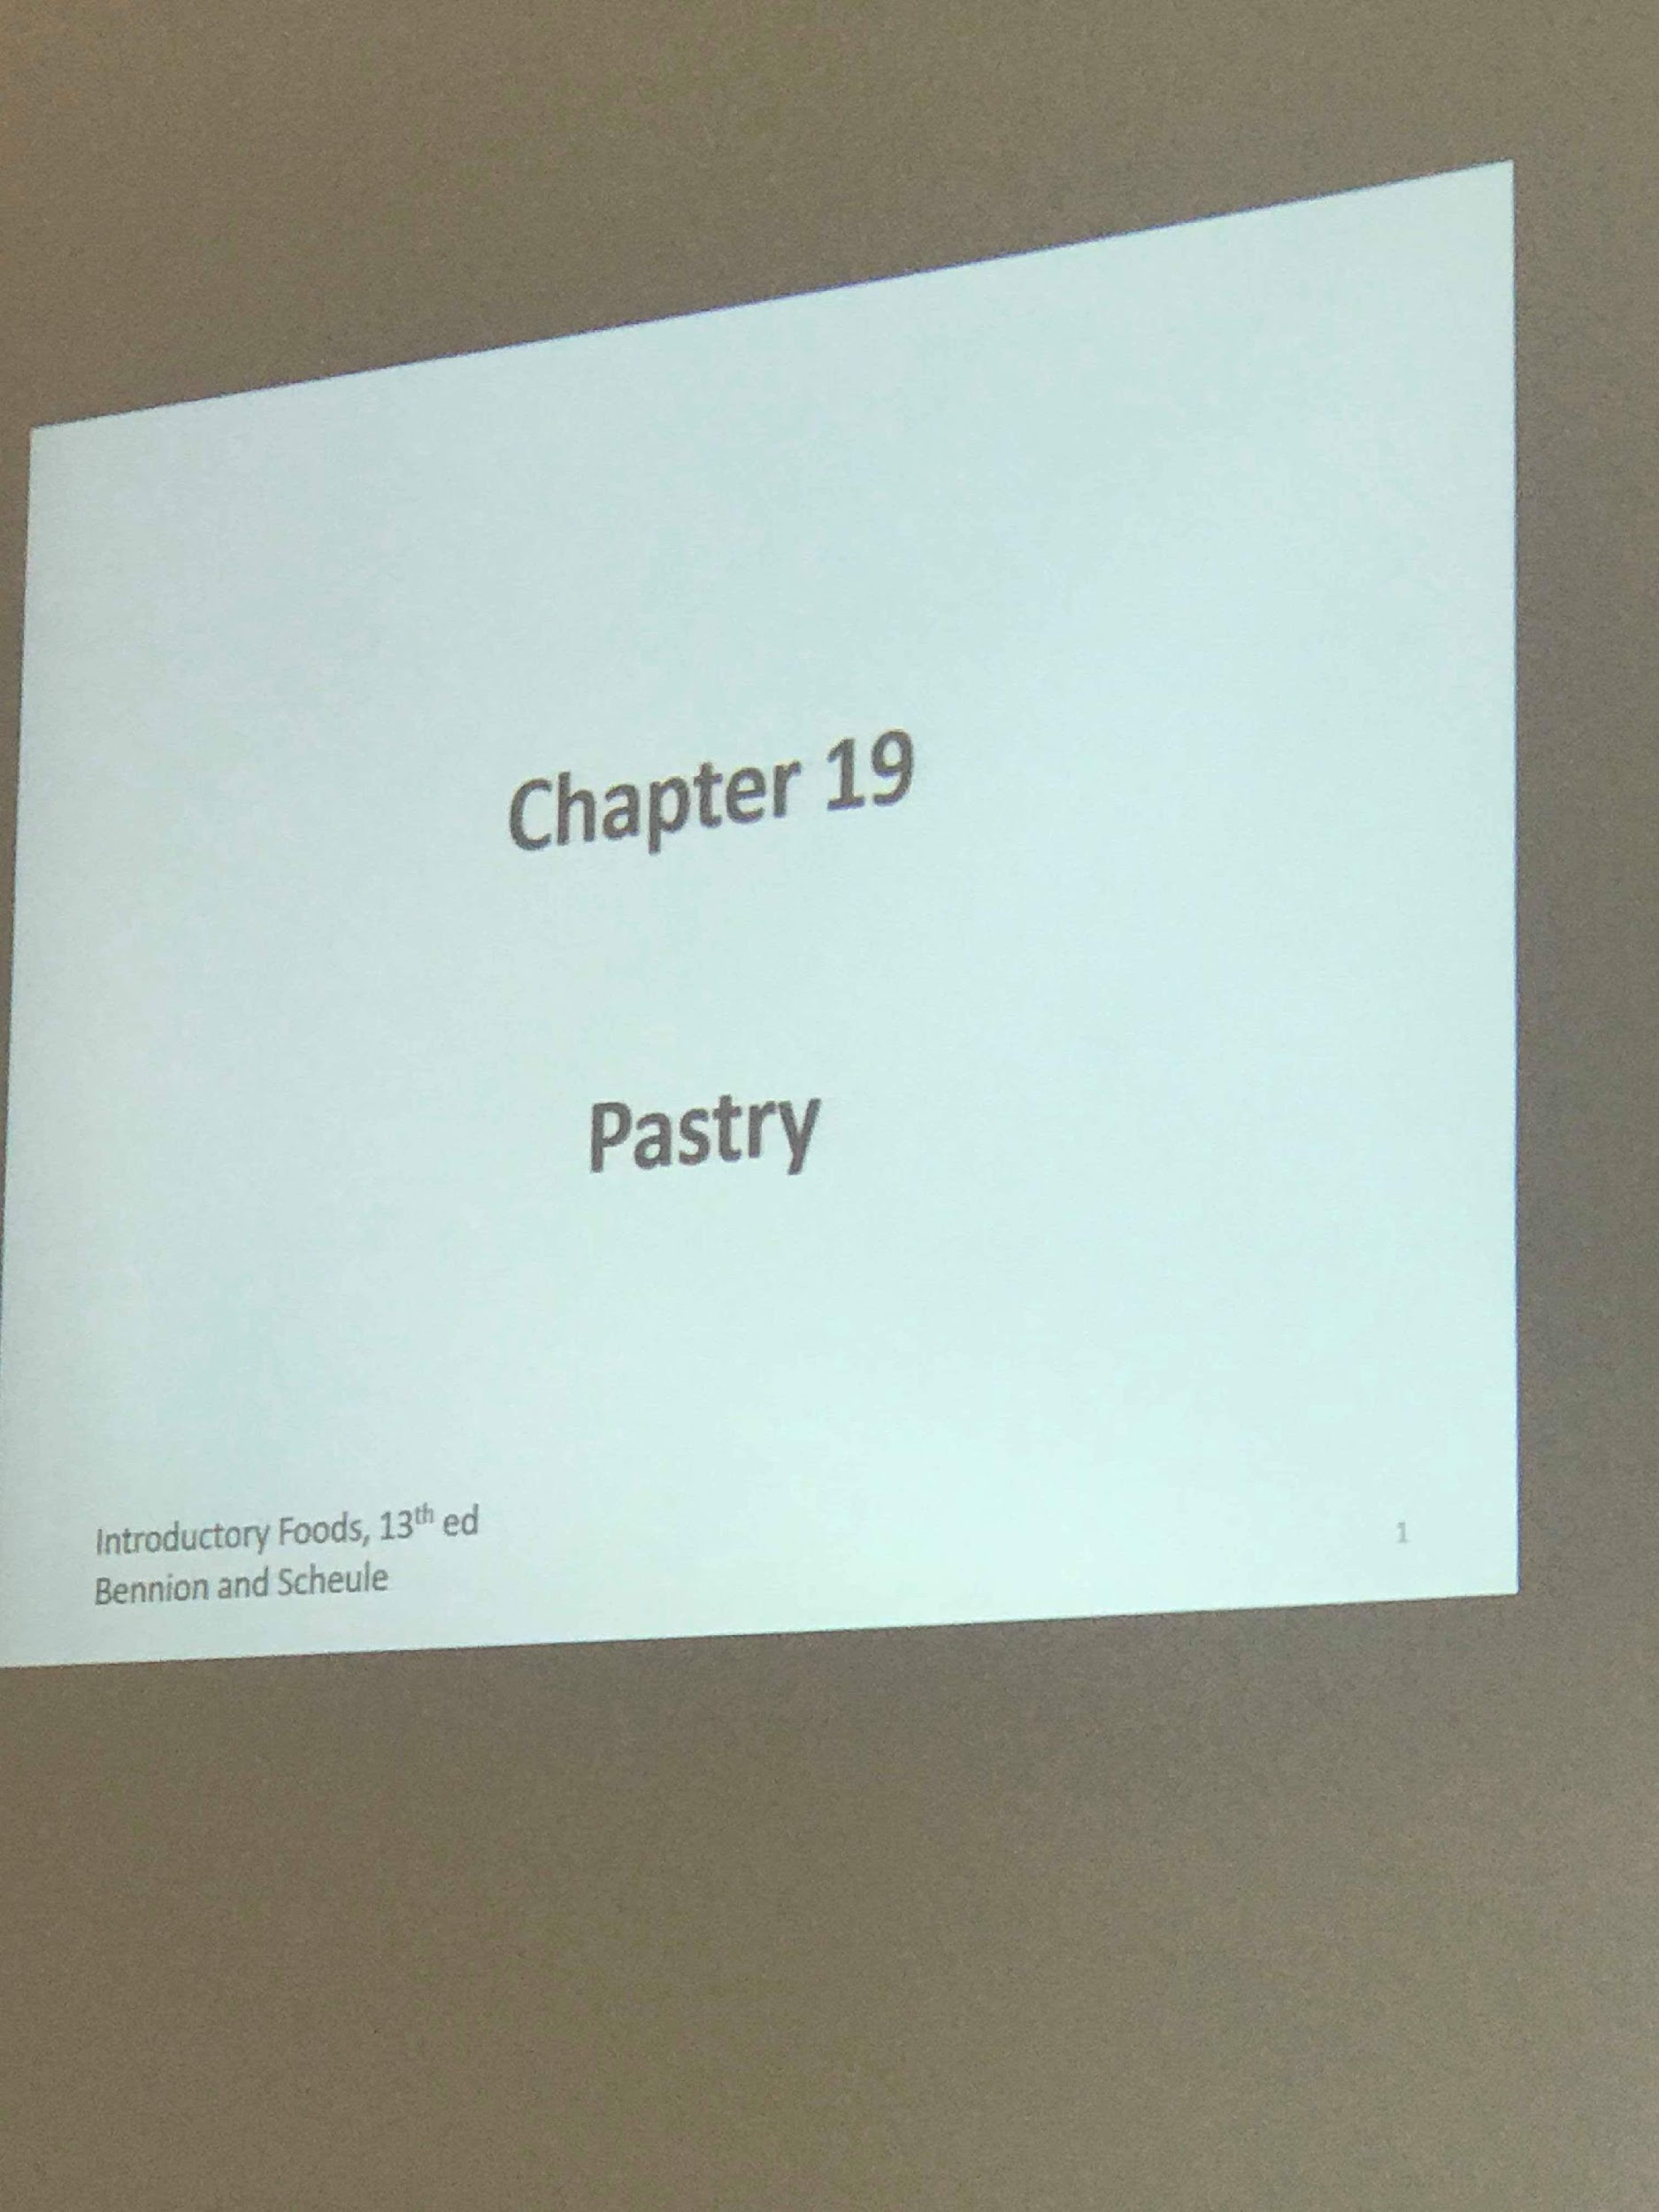 Chapter 19
Pastry
Introductory Foods, 13th ed
Bennion and Scheule
1